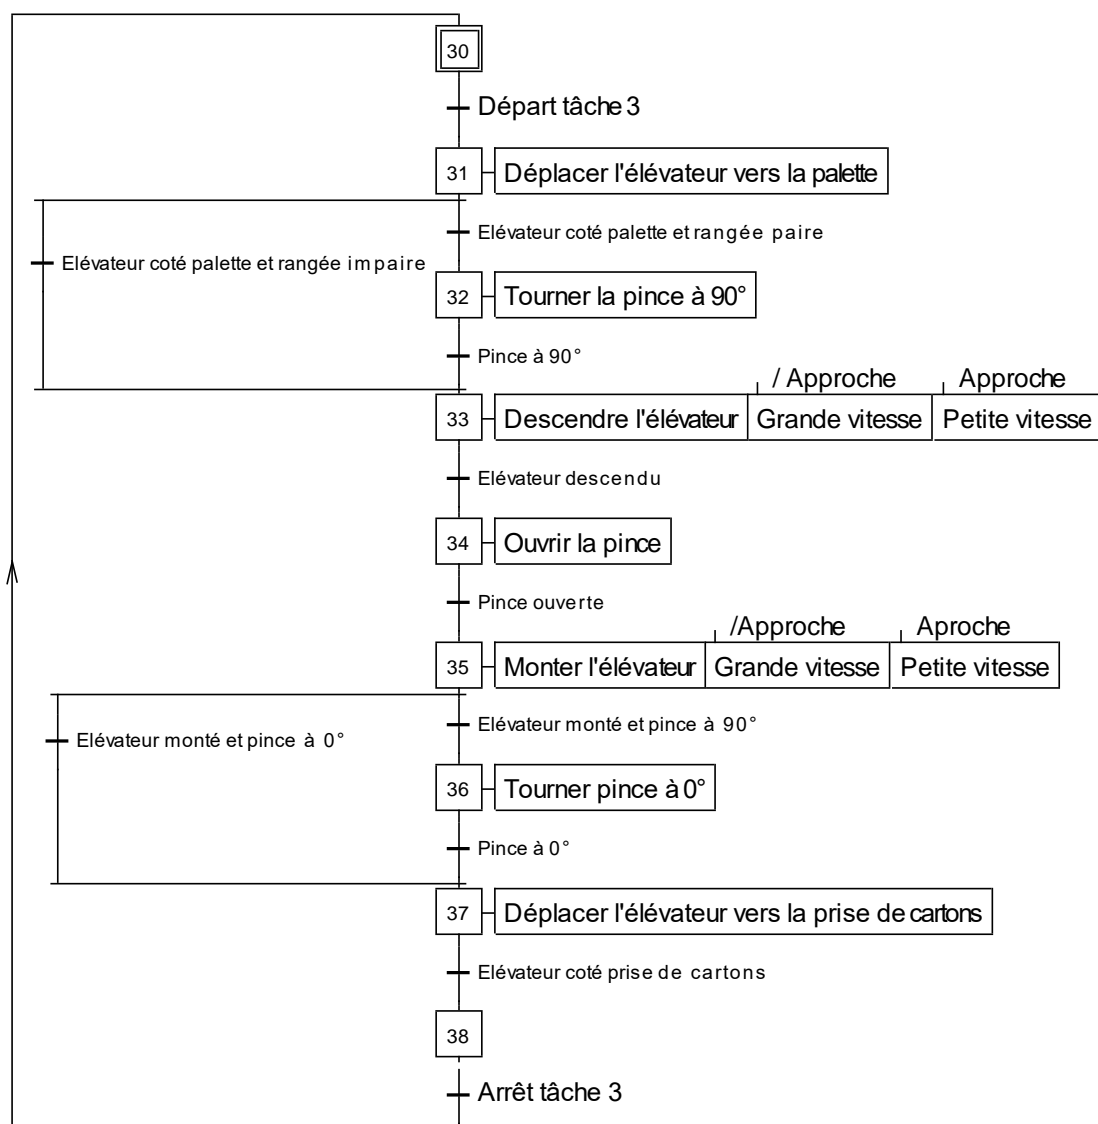 30
Départ tâche 3
31 Déplacer l'élévateur vers la palette
Elévateur coté palette et rangée paire
Elévateur coté palette et rangée impaire
32 Tourner la pince à 90°
Pince à 90°
/ Approche Approche
33 Descendre l'élévateur Grande vitesse Petite vitesse
Elévateur descendu
34 Ouvrir la pince
Pince ouverte
/Approche Aproche
35 Monter l'élévateur Grande vitesse Petite vitesse
Elévateur monté et pince à 90°
Elévateur monté et pince à 0°
36 Tourner pince à 0°
Pince à 0°
37 Déplacer l'élévateur vers la prise de cartons
Elévateur coté prise de cartons
38
Arrêt tâche 3